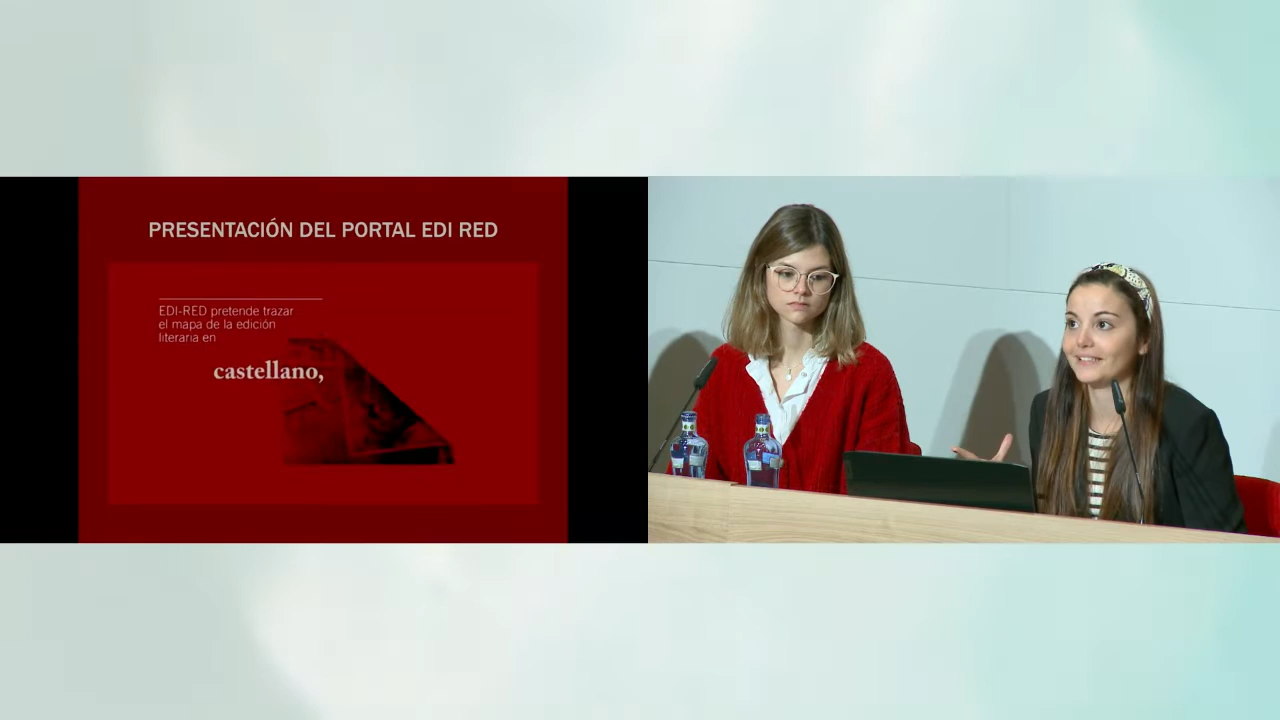 PRESENTACIÓN DEL PORTAL EDI RED
EDI-RED pretende trazar
el mapa de la edición
literaria en
castellano,